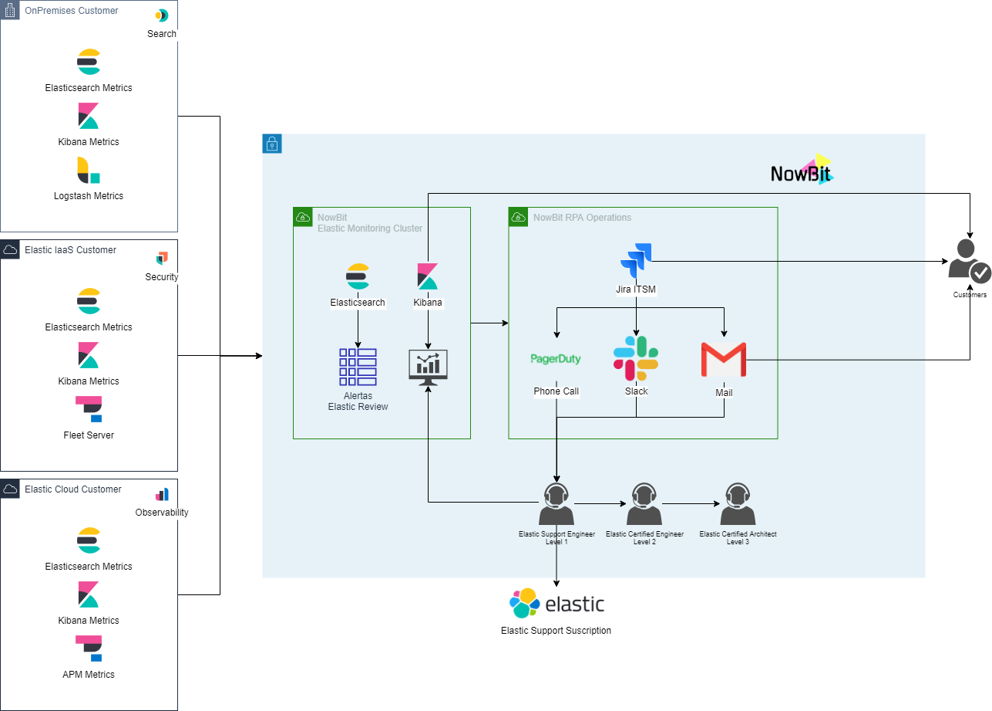 OnPremises Customer
Search
Elasticsearch Metrics
Kibana Metrics
Logstash Metrics
Elastic IaaS Customer
Security
Elasticsearch Metrics
Kibana Metrics
Fleet Server
Elastic Cloud Customer
Observability
Elasticsearch Metrics
Kibana Metrics
APM Metrics
NowBit
NowBit
Elastic Monitoring Cluster
Elasticsearch
Kibana
Alertas
Elastic Review
NowBit RPA Operations
Jira ITSM
PagerDuty
Phone Call
Slack
Mail
Customers
Elastic Support Engineer
Level 1
Elastic Certified Engineer
Level 2
Elastic Certified Architect
Level 3
elastic
Elastic Support Suscription